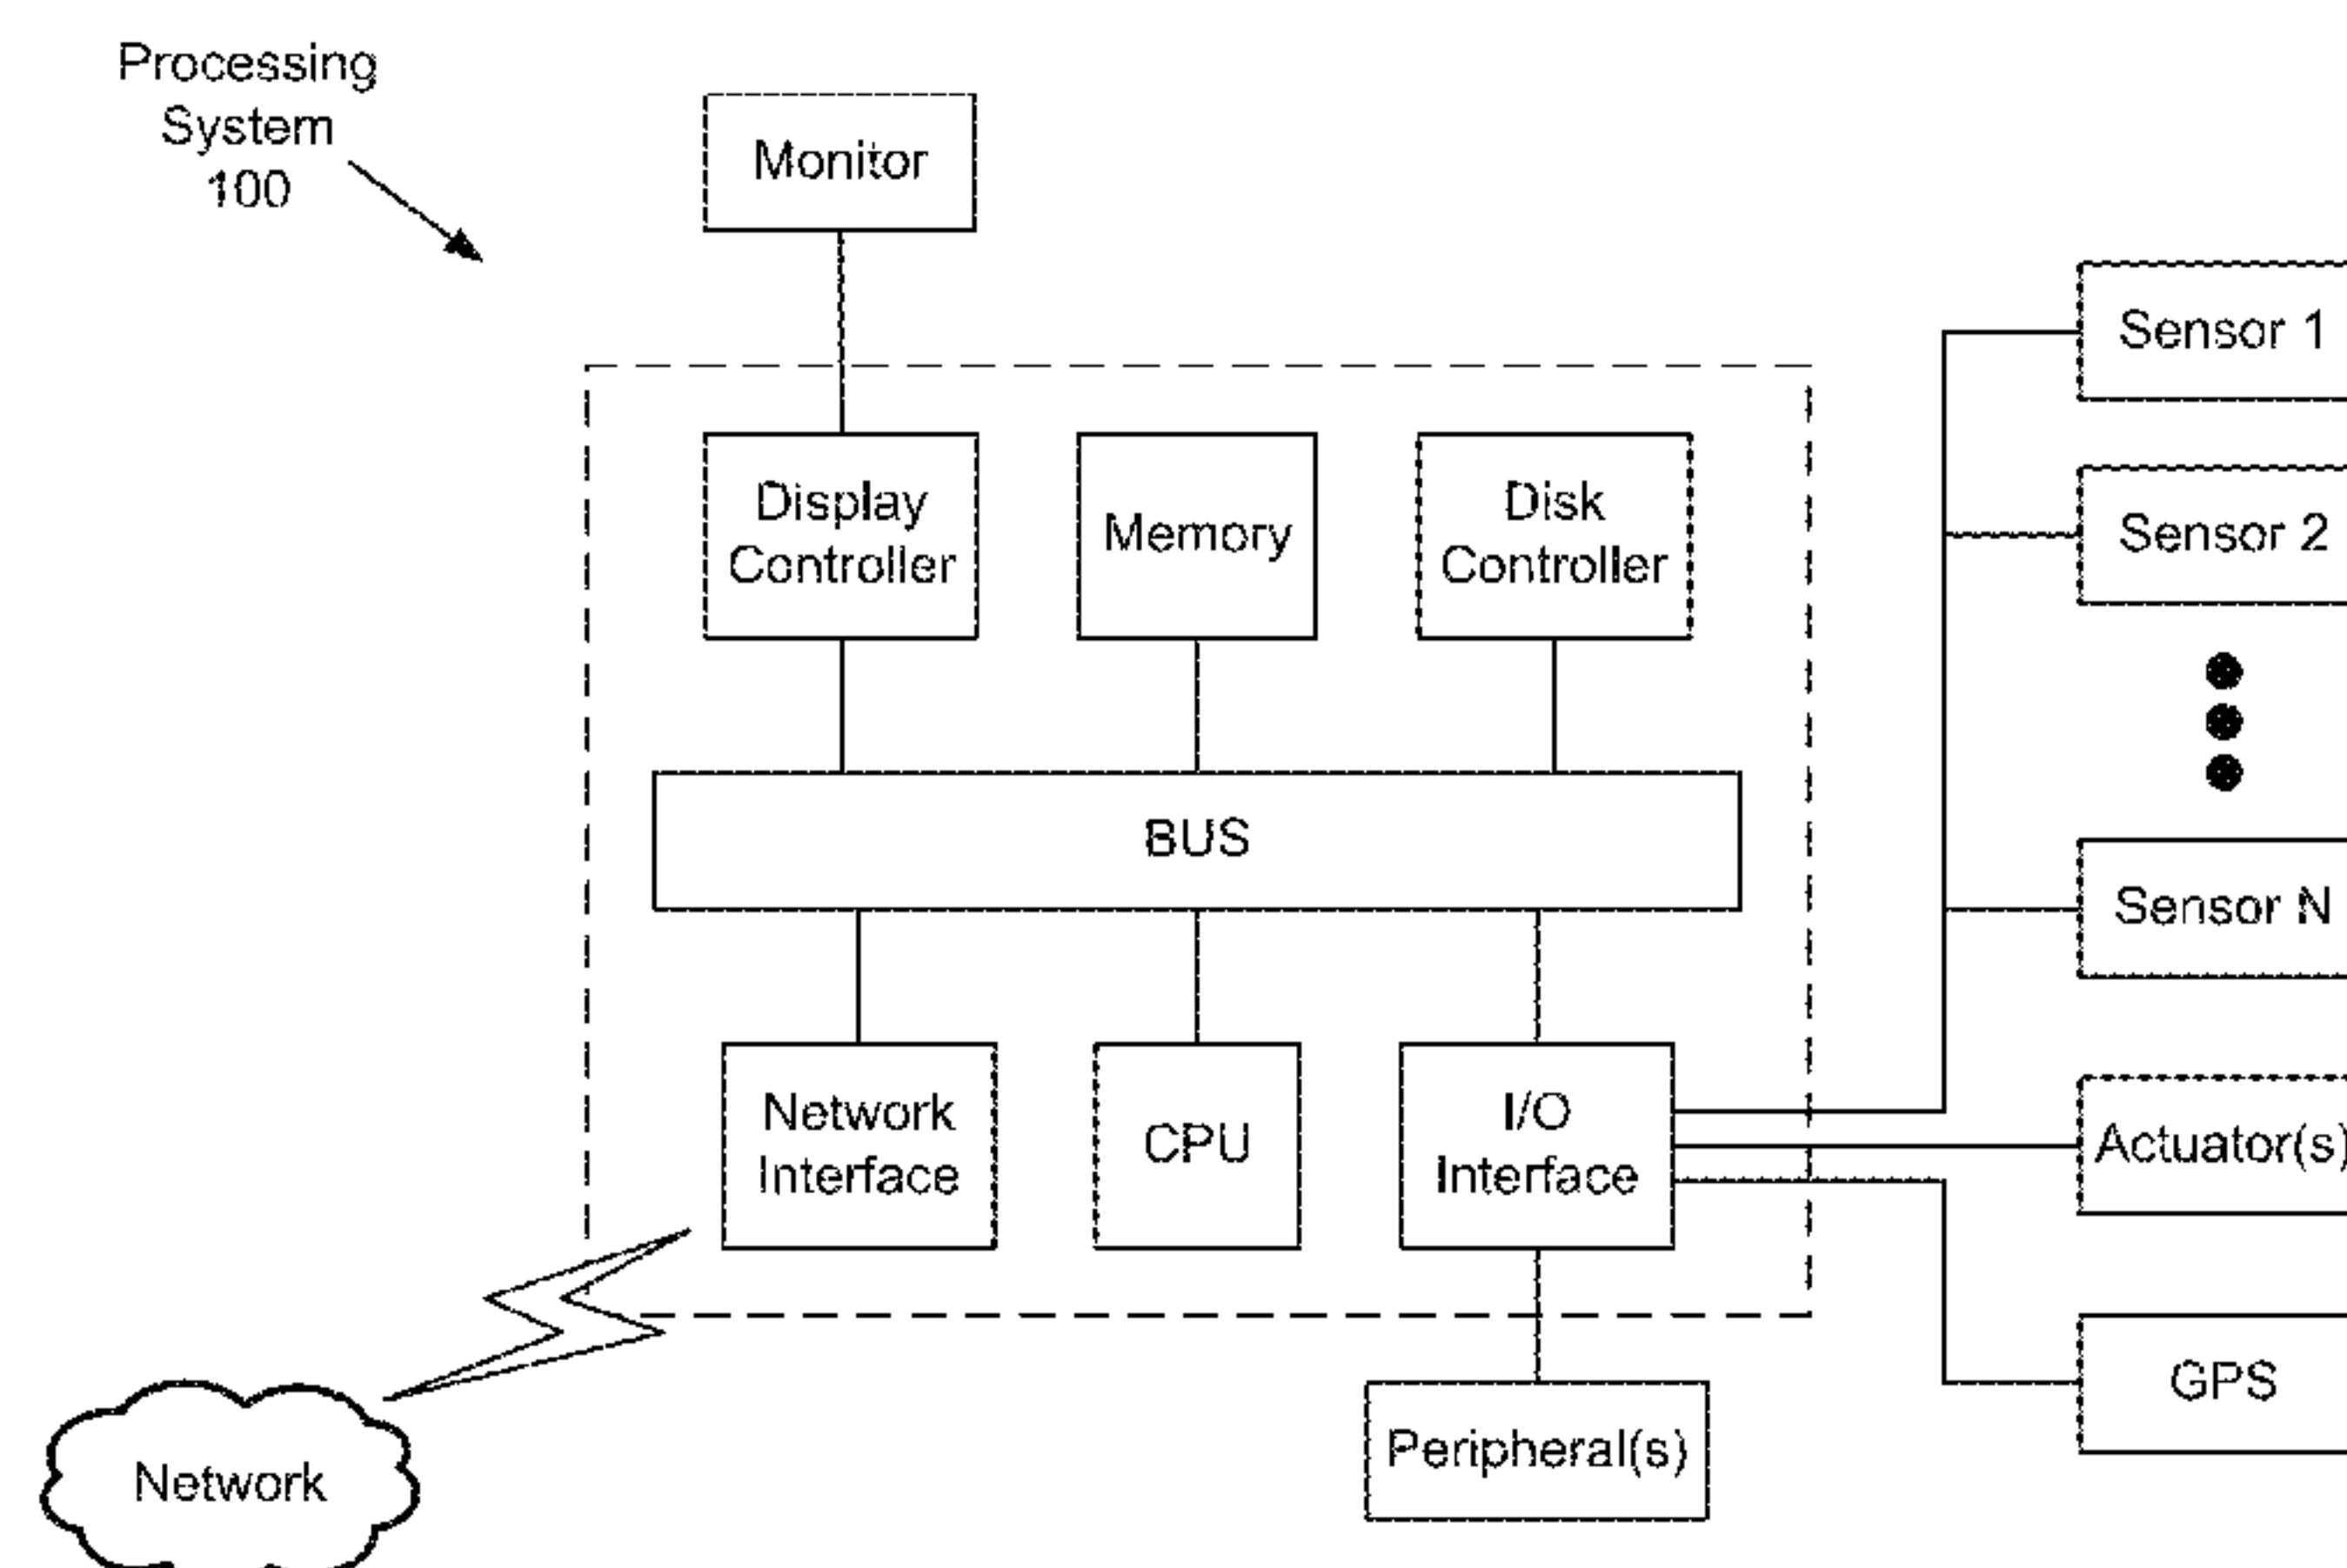 Processing
System
100
Monitor
Sensor 1
Display
Controller
Memory
Disk
Controller
Sensor 2
BUS
Sensor N
Network
Interface
CPU
I/O
Interface
Actuator(s)
GPS
Peripheral(s)
Network